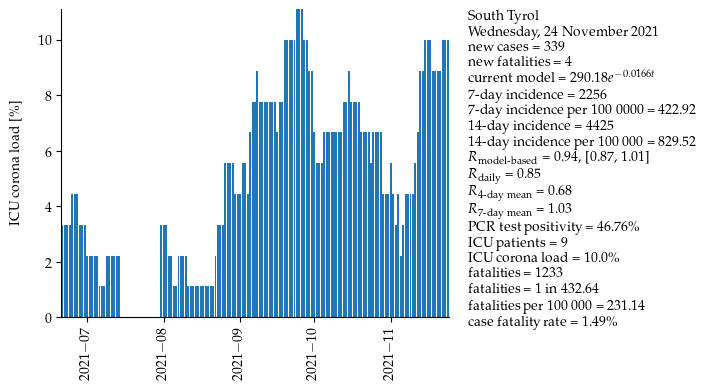 ICU corona load [%]
10
8
6
4
2
0
2021−07
2021−08
2021−09
2021−10
2021−11
South Tyrol
Wednesday, 24 November 2021
new cases = 339
new fatalities = 4
current model = 290.18e^−0.0166t
7-day incidence = 2256
7-day incidence per 100 0000 = 422.92
14-day incidence = 4425
14-day incidence per 100 000 = 829.52
R model-based = 0.94, [0.87, 1.01]
R daily = 0.85
R 4-day mean = 0.68
R 7-day mean = 1.03
PCR test positivity = 46.76%
ICU patients = 9
ICU corona load = 10.0%
fatalities = 1233
fatalities = 1 in 432.64
fatalities per 100 000 = 231.14
case fatality rate = 1.49%